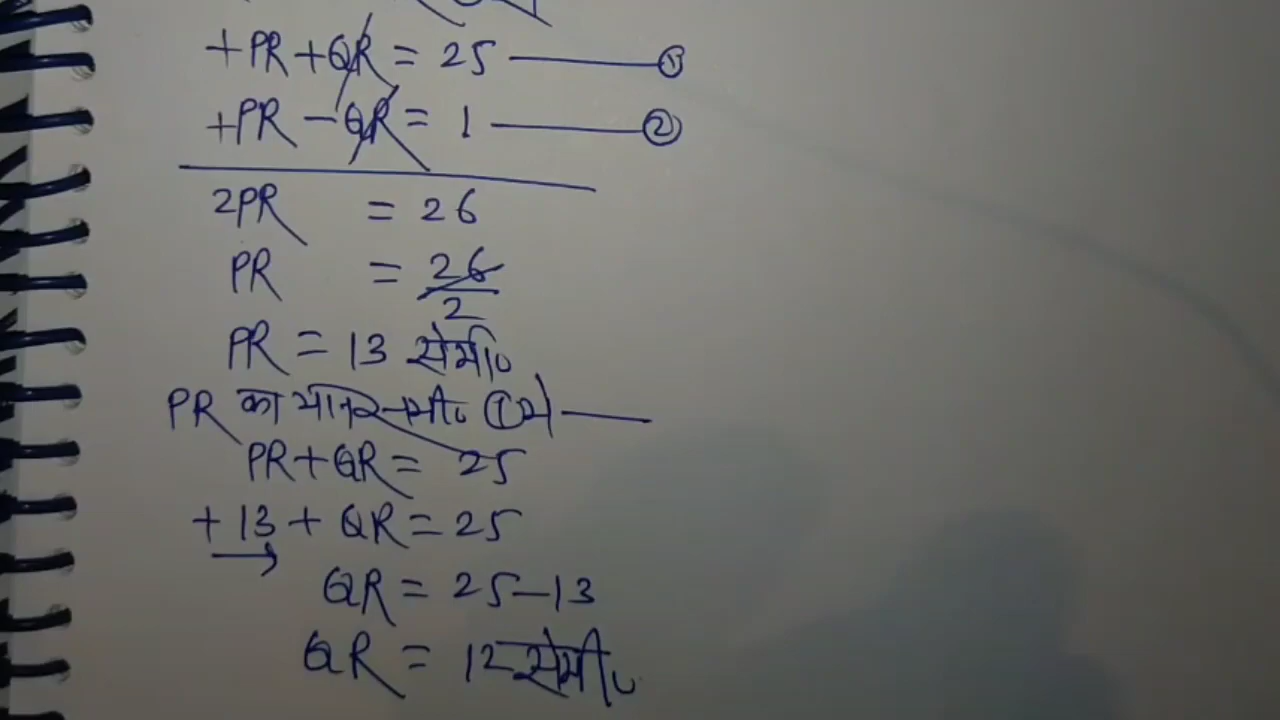 +PR+QR = 25 ——— ①
+PR-QR = 1 ——— ②
2PR = 26
PR = 26/2
PR = 13 सेमी०
PR का मान समी० ① में ———
PR+QR = 25
+13 + QR = 25
QR = 25-13
QR = 12 सेमी०